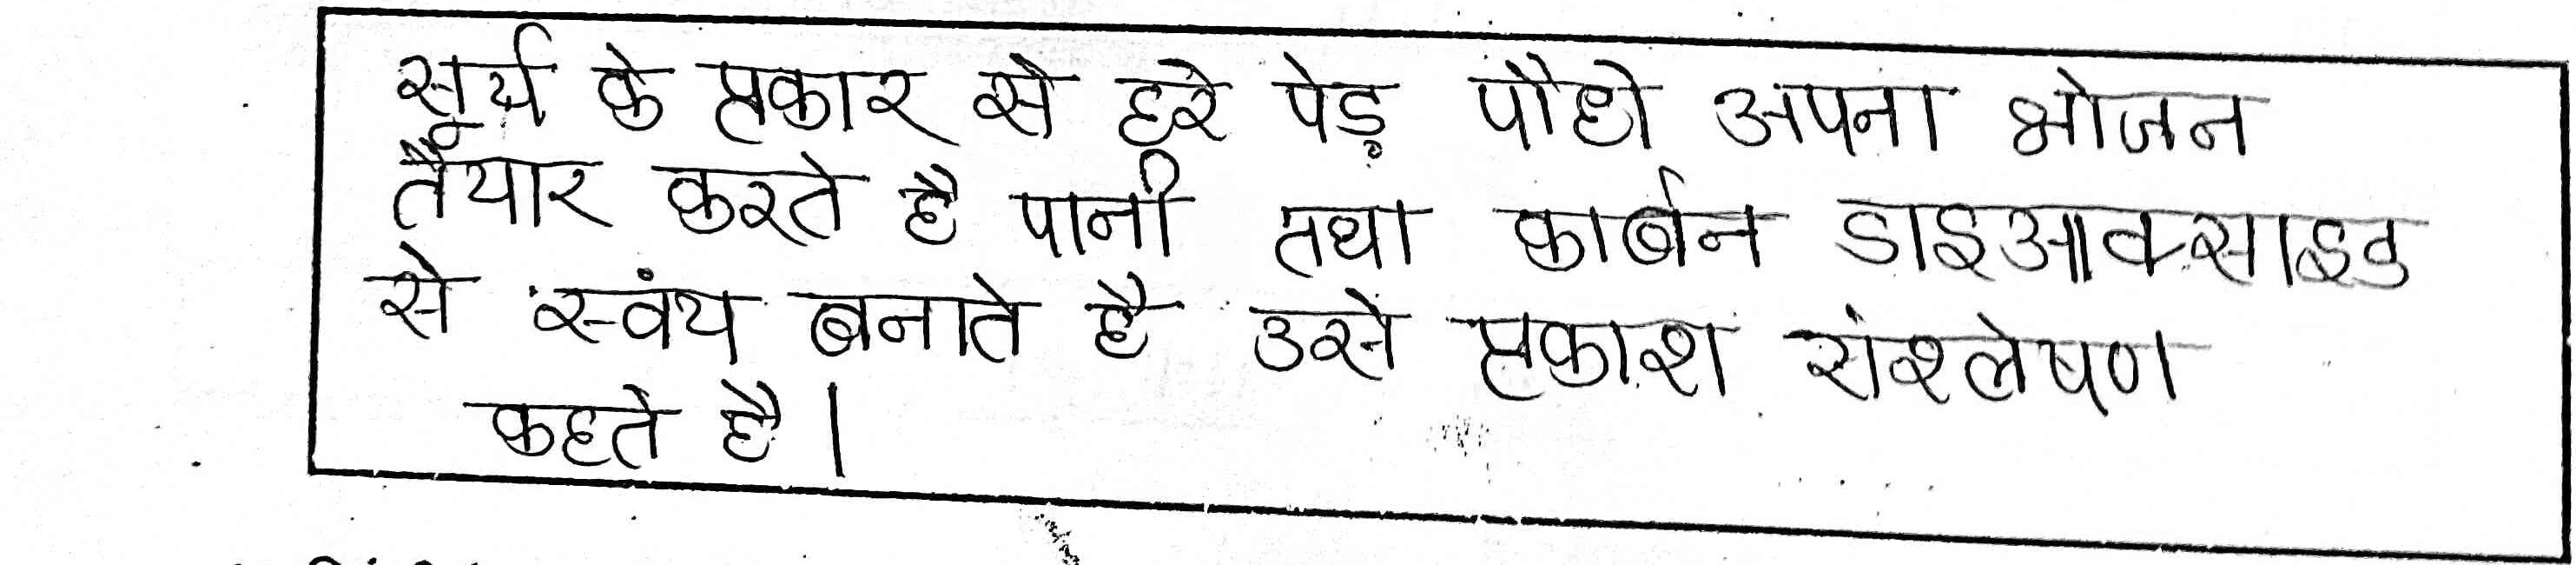 सूर्य के प्रकार से हरे पेड़ पौधे अपना भोजन
तैयार करते है पानी तथा कार्बन डाइआक्साइड
से स्वंय बनाते है उसे प्रकाश संश्लेषण
कहते है।